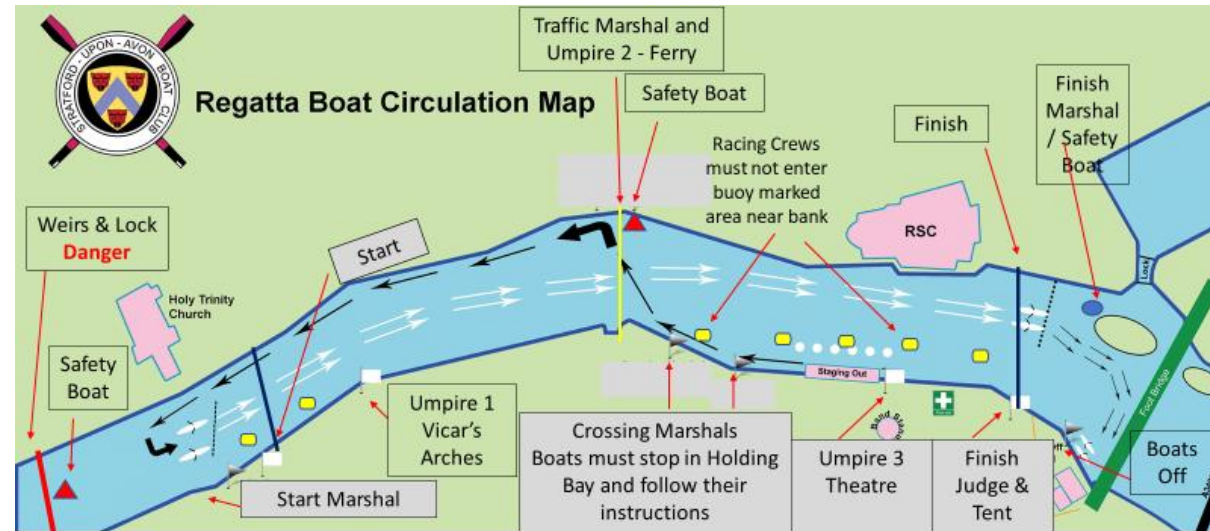 STRATFORD - UPON - AVON
BOAT CLUB
Regatta Boat Circulation Map
Traffic Marshal and
Umpire 2 - Ferry
Safety Boat
Racing Crews
must not enter
buoy marked
area near bank
Finish
Finish
Marshal
/ Safety
Boat
RSC
Lock
Weirs & Lock
Danger
Start
Holy Trinity
Church
Safety
Boat
Start Marshal
Umpire 1
Vicar's
Arches
Staging Out
Crossing Marshals
Boats must stop in Holding
Bay and follow their
instructions
Band Stand
Umpire 3
Theatre
Finish
Judge &
Tent
Foot Bridge
Boats
Off